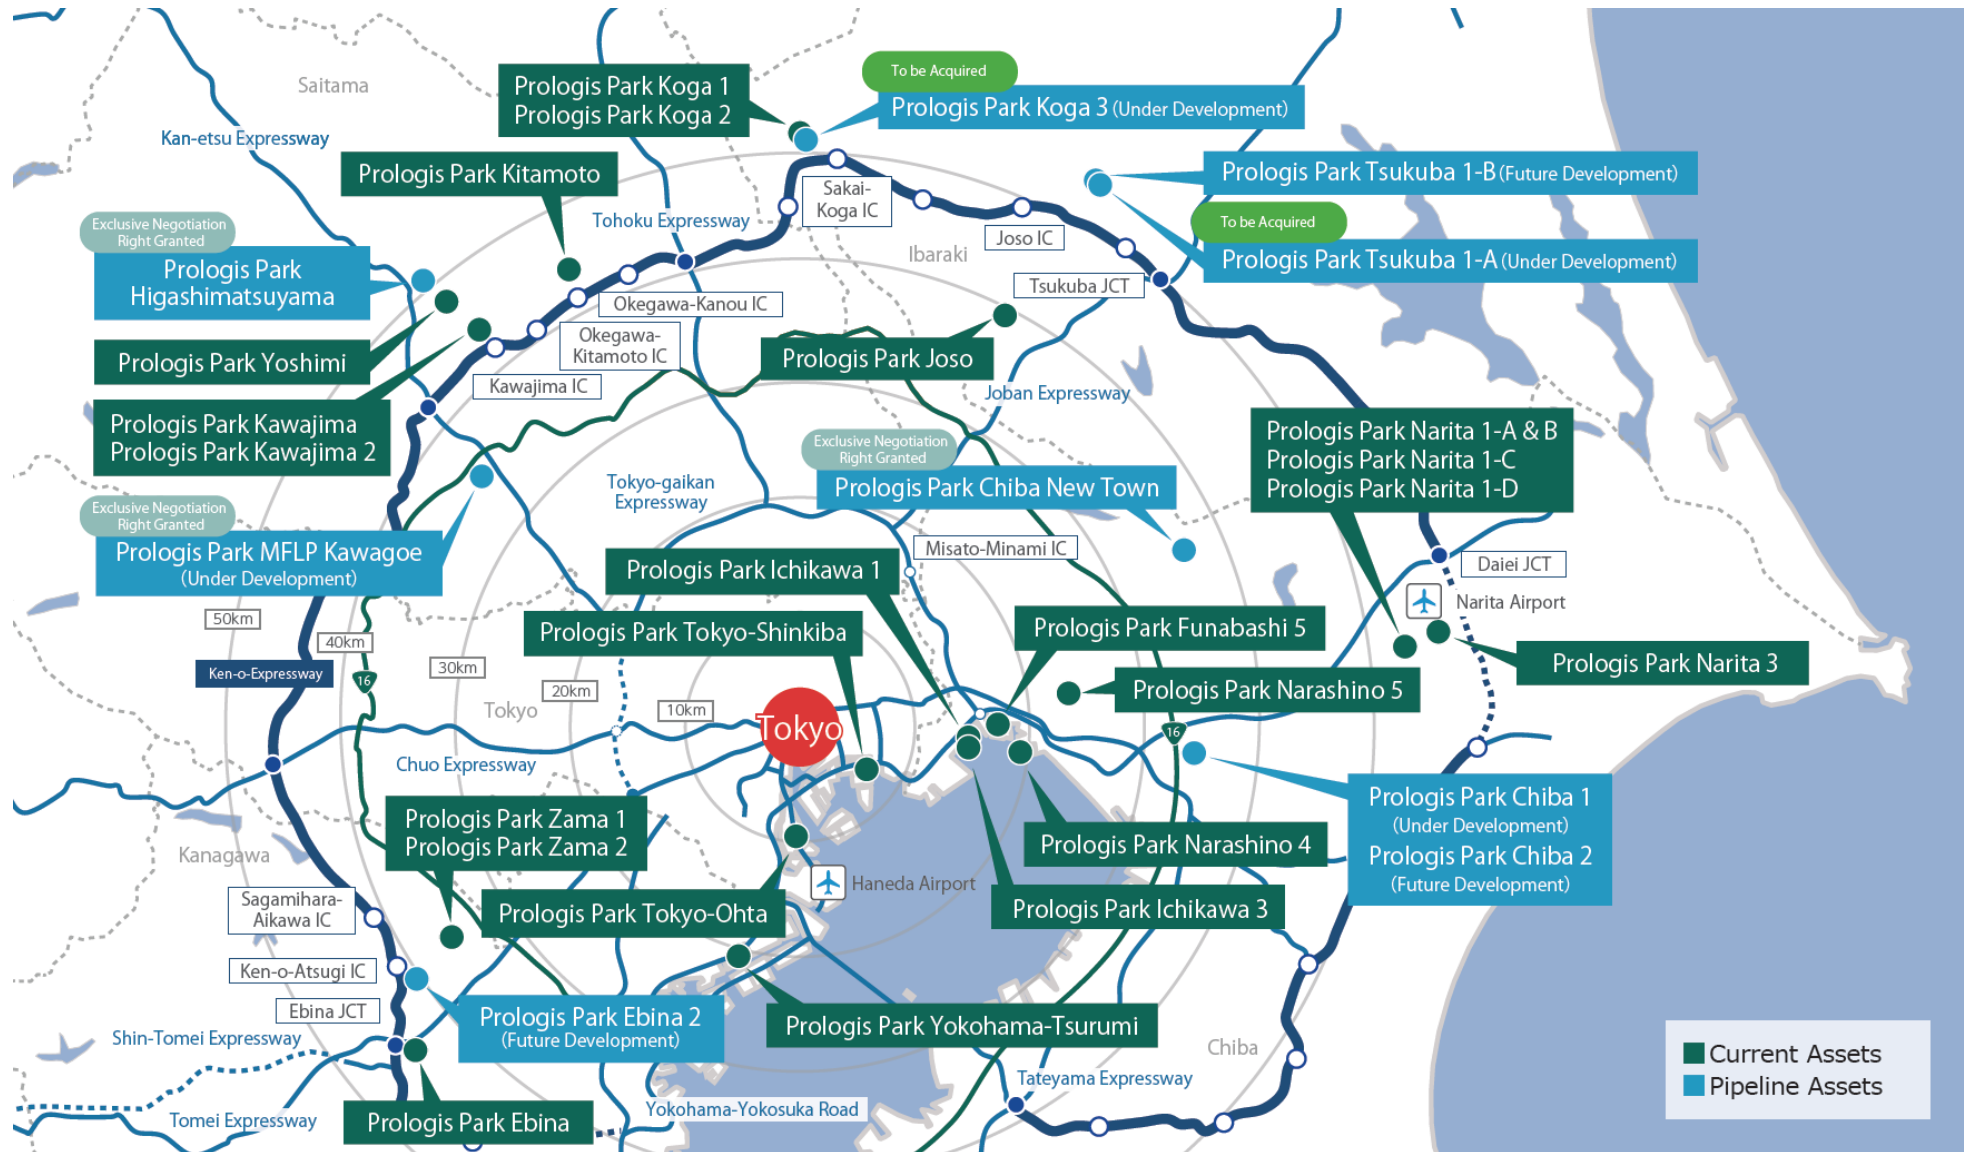 Saitama
Kan-etsu Expressway
Prologis Park Koga 1
Prologis Park Koga 2
To be Acquired
Prologis Park Koga 3 (Under Development)
Prologis Park Kitamoto
Tohoku Expressway
Sakai-
Koga IC
Prologis Park Tsukuba 1-B (Future Development)
To be Acquired
Prologis Park Tsukuba 1-A (Under Development)
Exclusive Negotiation
Right Granted
Prologis Park
Higashimatsuyama
Joso IC
Ibaraki
Tsukuba JCT
Okegawa-Kanou IC
Okegawa-
Kitamoto IC
Kawajima IC
Prologis Park Yoshimi
Prologis Park Joso
Joban Expressway
Prologis Park Kawajima
Prologis Park Kawajima 2
Exclusive Negotiation
Right Granted
Prologis Park Chiba New Town
Prologis Park Narita 1-A & B
Prologis Park Narita 1-C
Prologis Park Narita 1-D
Tokyo-gaikan
Expressway
Exclusive Negotiation
Right Granted
Prologis Park MFLP Kawagoe
(Under Development)
Misato-Minami IC
Daiei JCT
Prologis Park Ichikawa 1
Narita Airport
50km
40km
30km
20km
10km
Prologis Park Tokyo-Shinkiba
Prologis Park Funabashi 5
Prologis Park Narita 3
Ken-o-Expressway
16
Prologis Park Narashino 5
Tokyo
Tokyo
16
Chuo Expressway
Prologis Park Chiba 1
(Under Development)
Prologis Park Chiba 2
(Future Development)
Prologis Park Zama 1
Prologis Park Zama 2
Kanagawa
Prologis Park Narashino 4
Haneda Airport
Sagamihara-
Aikawa IC
Prologis Park Tokyo-Ohta
Prologis Park Ichikawa 3
Ken-o-Atsugi IC
Ebina JCT
Prologis Park Ebina 2
(Future Development)
Prologis Park Yokohama-Tsurumi
Shin-Tomei Expressway
Chiba
Current Assets
Pipeline Assets
Tateyama Expressway
Tomei Expressway
Prologis Park Ebina
Yokohama-Yokosuka Road